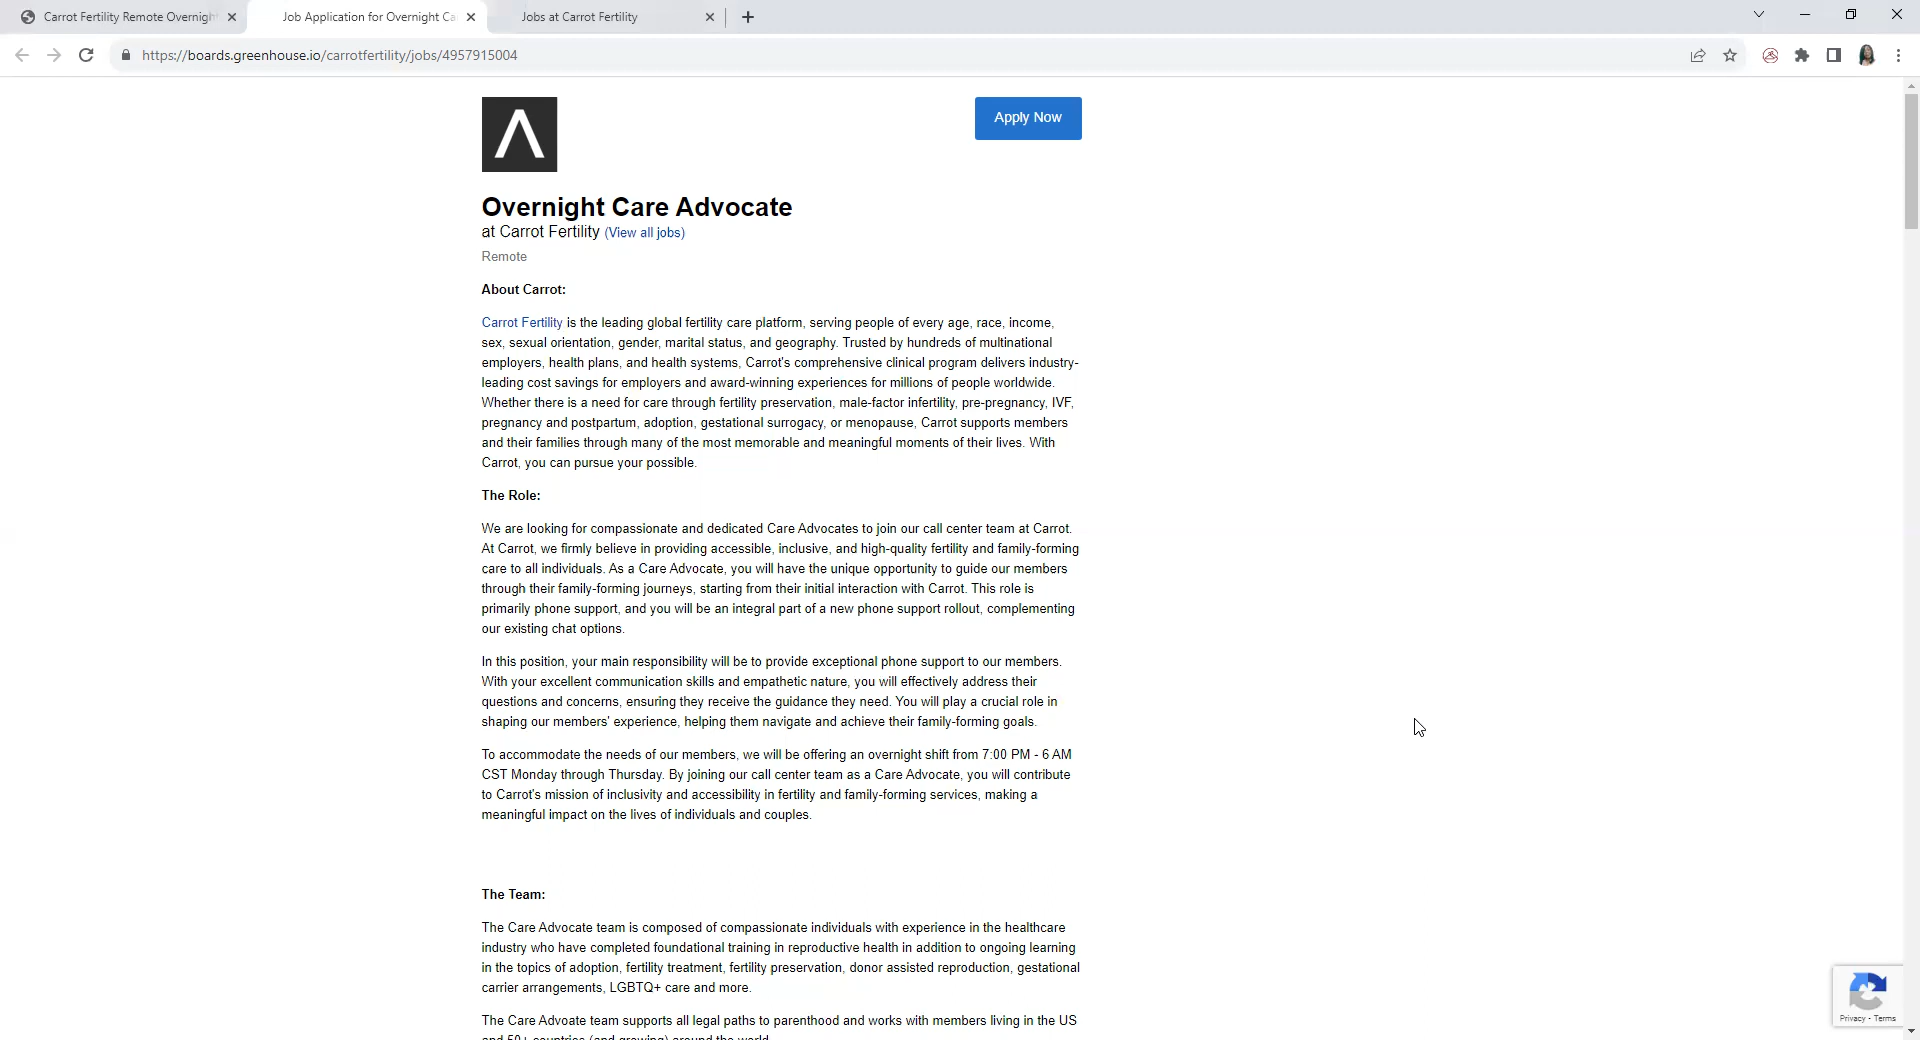 Carrot Fertility Remote Overnight
Job Application for Overnight Ca
Jobs at Carrot Fertility
https://boards.greenhouse.io/carrotfertility/jobs/4957915004
Apply Now
Overnight Care Advocate
at Carrot Fertility (View all jobs)
Remote
About Carrot:
Carrot Fertility is the leading global fertility care platform, serving people of every age, race, income,
sex, sexual orientation, gender, marital status, and geography. Trusted by hundreds of multinational
employers, health plans, and health systems, Carrot's comprehensive clinical program delivers industry-
leading cost savings for employers and award-winning experiences for millions of people worldwide.
Whether there is a need for care through fertility preservation, male-factor infertility, pre-pregnancy, IVF,
pregnancy and postpartum, adoption, gestational surrogacy, or menopause, Carrot supports members
and their families through many of the most memorable and meaningful moments of their lives. With
Carrot, you can pursue your possible.
The Role:
We are looking for compassionate and dedicated Care Advocates to join our call center team at Carrot.
At Carrot, we firmly believe in providing accessible, inclusive, and high-quality fertility and family-forming
care to all individuals. As a Care Advocate, you will have the unique opportunity to guide our members
through their family-forming journeys, starting from their initial interaction with Carrot. This role is
primarily phone support, and you will be an integral part of a new phone support rollout, complementing
our existing chat options.
In this position, your main responsibility will be to provide exceptional phone support to our members.
With your excellent communication skills and empathetic nature, you will effectively address their
questions and concerns, ensuring they receive the guidance they need. You will play a crucial role in
shaping our members' experience, helping them navigate and achieve their family-forming goals.
To accommodate the needs of our members, we will be offering an overnight shift from 7:00 PM - 6 AM
CST Monday through Thursday. By joining our call center team as a Care Advocate, you will contribute
to Carrot's mission of inclusivity and accessibility in fertility and family-forming services, making a
meaningful impact on the lives of individuals and couples.
The Team:
The Care Advocate team is composed of compassionate individuals with experience in the healthcare
industry who have completed foundational training in reproductive health in addition to ongoing learning
in the topics of adoption, fertility treatment, fertility preservation, donor assisted reproduction, gestational
carrier arrangements, LGBTQ+ care and more.
The Care Advoate team supports all legal paths to parenthood and works with members living in the US
and 50+ countries (and growing) around the world.
Privacy - Terms